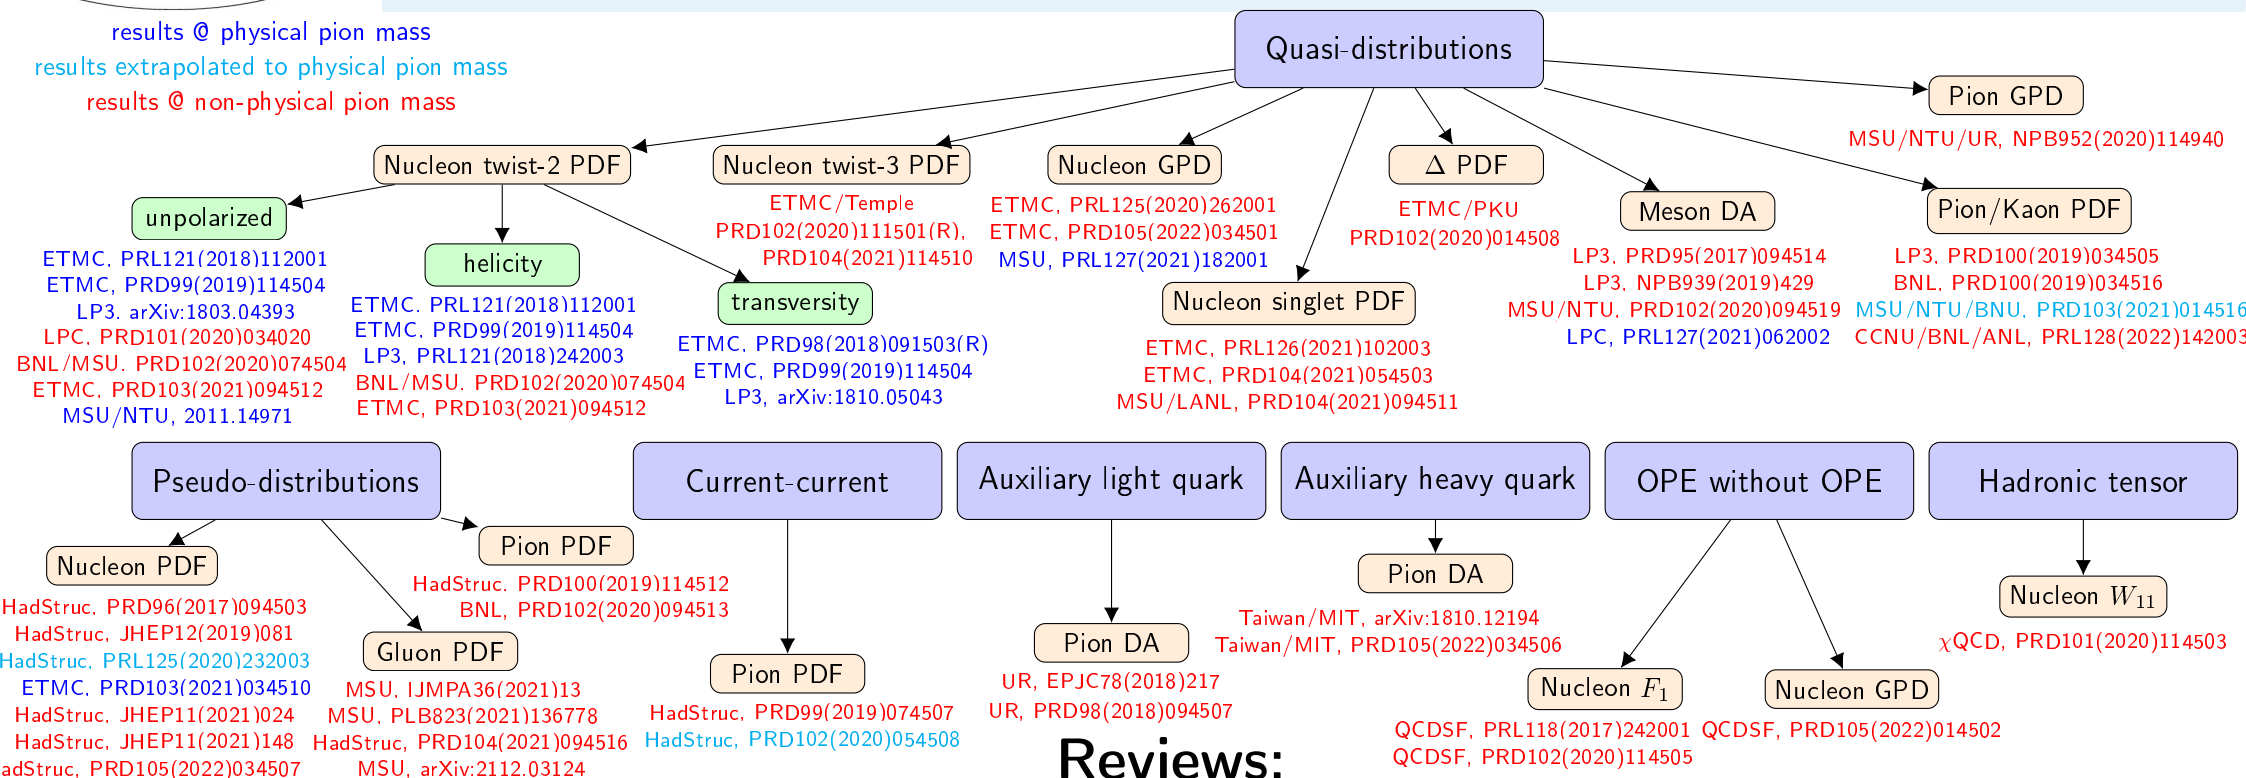 results @ physical pion mass
results extrapolated to physical pion mass
results @ non-physical pion mass
Quasi-distributions
Pion GPD
MSU/NTU/UR, NPB952(2020)114940
Nucleon twist-2 PDF
unpolarized
ETMC, PRL121(2018)112001
ETMC, PRD99(2019)114504
LP3, arXiv:1803.04393
LPC, PRD101(2020)034020
BNL/MSU, PRD102(2020)074504
ETMC, PRD103(2021)094512
MSU/NTU, 2011.14971
helicity
ETMC, PRL121(2018)112001
ETMC, PRD99(2019)114504
LP3, PRL121(2018)242003
BNL/MSU, PRD102(2020)074504
ETMC, PRD103(2021)094512
transversity
ETMC, PRD98(2018)091503(R)
ETMC, PRD99(2019)114504
LP3, arXiv:1810.05043
Nucleon twist-3 PDF
ETMC/Temple
PRD102(2020)111501(R),
PRD104(2021)114510
Nucleon GPD
ETMC, PRL125(2020)262001
ETMC, PRD105(2022)034501
MSU, PRL127(2021)182001
Nucleon singlet PDF
ETMC, PRL126(2021)102003
ETMC, PRD104(2021)054503
MSU/LANL, PRD104(2021)094511
Δ PDF
ETMC/PKU
PRD102(2020)014508
Meson DA
LP3, PRD95(2017)094514
LP3, NPB939(2019)429
MSU/NTU, PRD102(2020)094519
LPC, PRL127(2021)062002
Pion/Kaon PDF
LP3, PRD100(2019)034505
BNL, PRD100(2019)034516
MSU/NTU/BNU, PRD103(2021)014516
CCNU/BNL/ANL, PRL128(2022)142003
Pseudo-distributions
Nucleon PDF
HadStruc, PRD96(2017)094503
HadStruc, JHEP12(2019)081
HadStruc, PRL125(2020)232003
ETMC, PRD103(2021)034510
HadStruc, JHEP11(2021)024
HadStruc, JHEP11(2021)148
adStruc, PRD105(2022)034507
Pion PDF
HadStruc, PRD100(2019)114512
BNL, PRD102(2020)094513
Gluon PDF
MSU, IJMPA36(2021)13
MSU, PLB823(2021)136778
HadStruc, PRD104(2021)094516
MSU, arXiv:2112.03124
Current-current
Pion PDF
HadStruc, PRD99(2019)074507
HadStruc, PRD102(2020)054508
Auxiliary light quark
Pion DA
UR, EPJC78(2018)217
UR, PRD98(2018)094507
Auxiliary heavy quark
Pion DA
Taiwan/MIT, arXiv:1810.12194
Taiwan/MIT, PRD105(2022)034506
OPE without OPE
Nucleon F₁
QCDSF, PRL118(2017)242001
QCDSF, PRD102(2020)114505
Nucleon GPD
QCDSF, PRD105(2022)014502
Hadronic tensor
Nucleon W₁₁
χQCD, PRD101(2020)114503
Reviews: